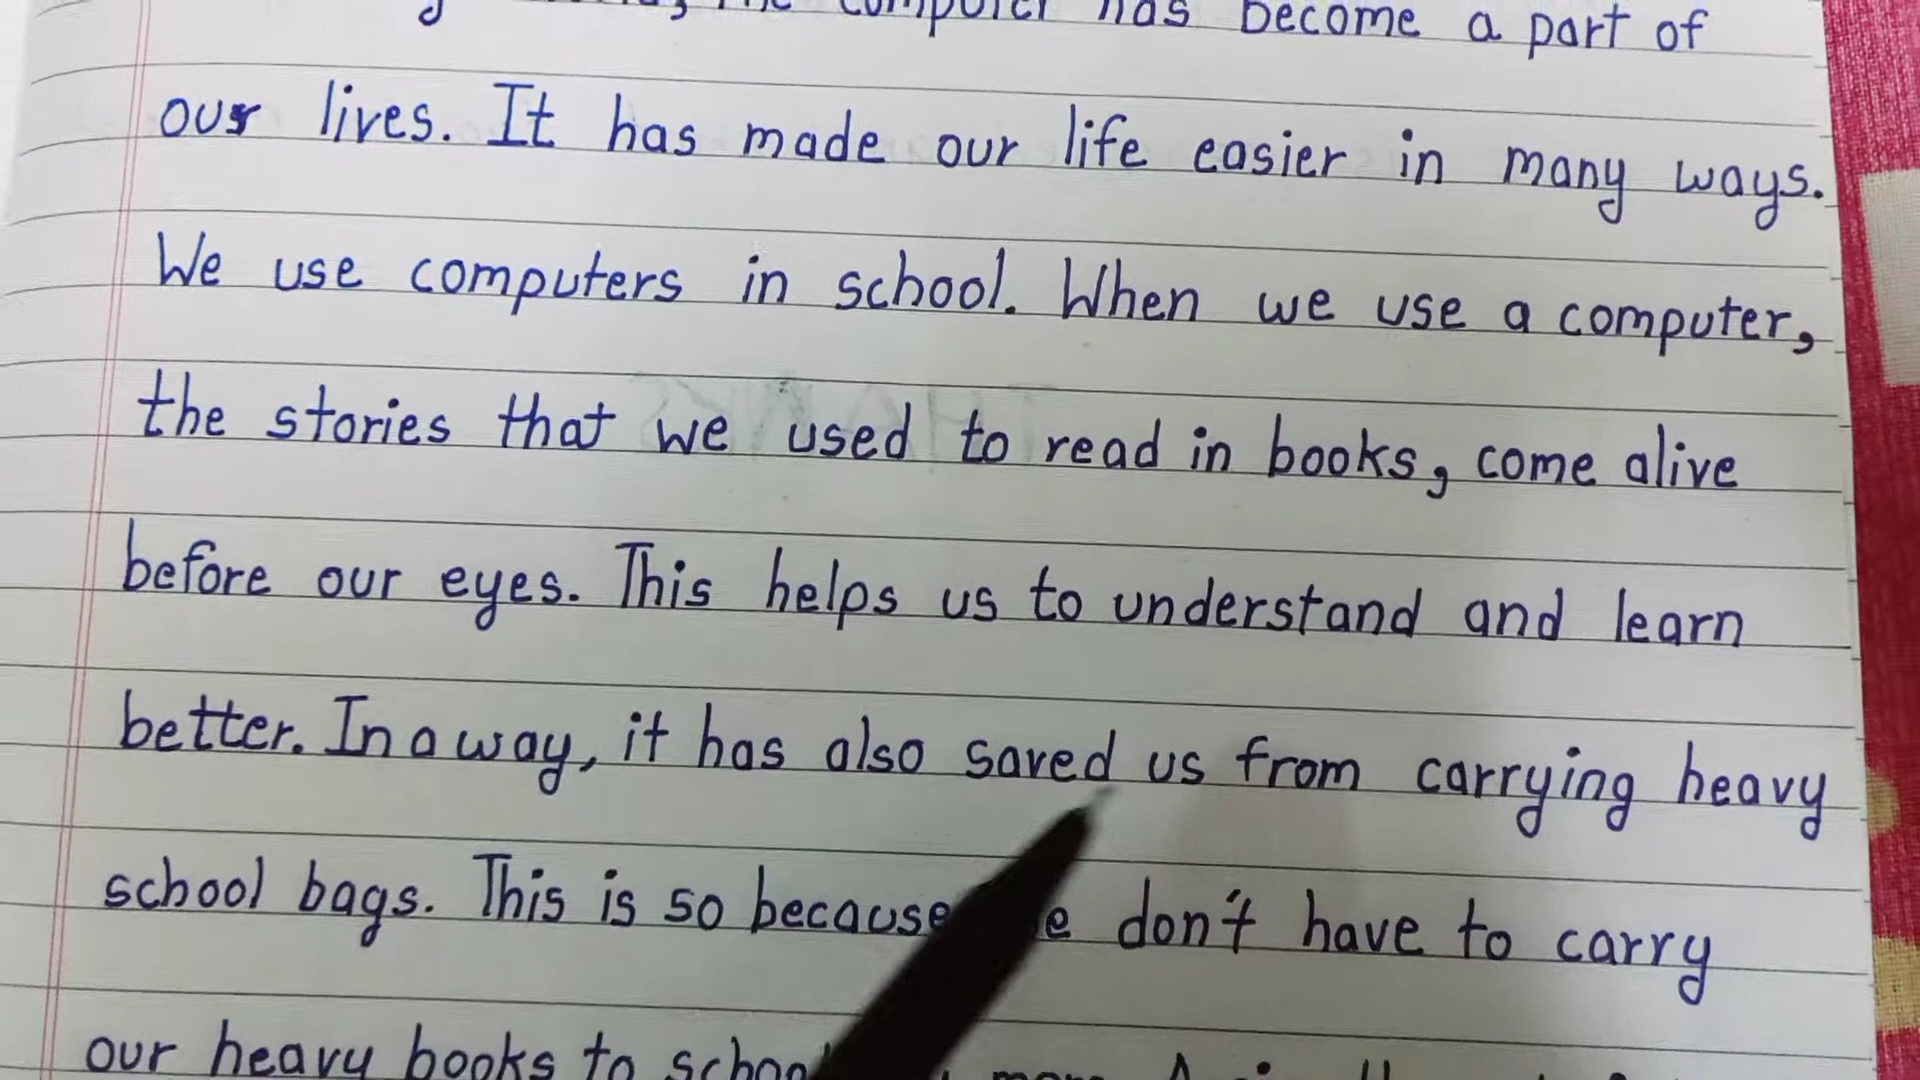 the computer has become a part of
our lives. It has made our life easier in many ways.
We use computers in school. When we use a computer,
the stories that we used to read in books, come alive
before our eyes. This helps us to understand and learn
better. In a way, it has also saved us from carrying heavy
school bags. This is so because don't have to carry
our heavy books to